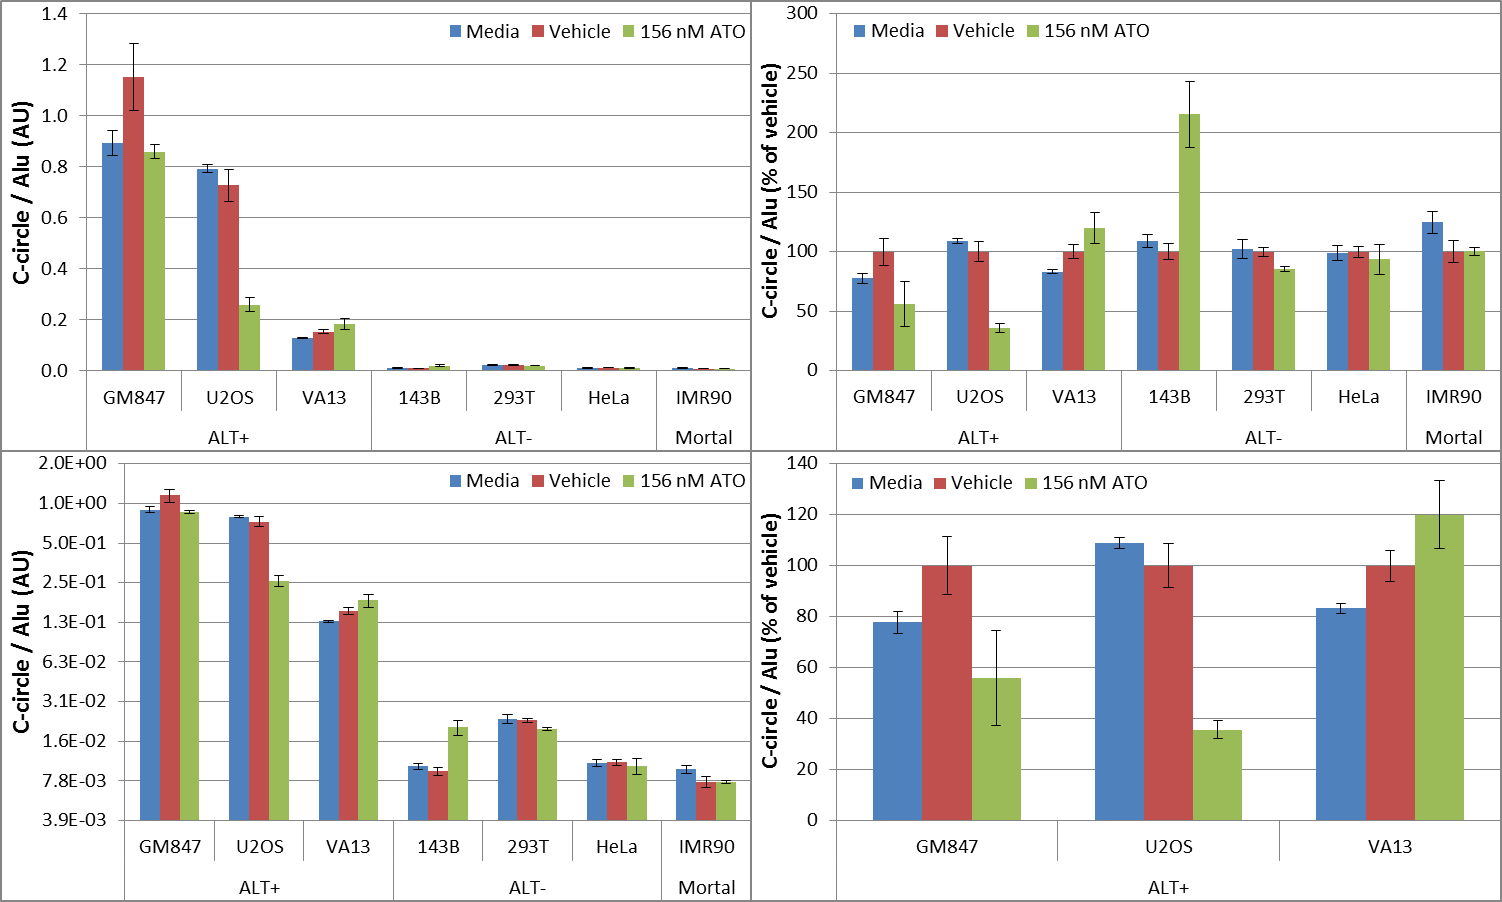 C-circle / Alu (AU)
1.4
1.2
1.0
0.8
0.6
0.4
0.2
0.0
Media Vehicle 156 nM ATO
GM847 U2OS VA13 143B 293T HeLa IMR90
ALT+ ALT- Mortal
C-circle / Alu (% of vehicle)
300
250
200
150
100
50
0
Media Vehicle 156 nM ATO
GM847 U2OS VA13 143B 293T HeLa IMR90
ALT+ ALT- Mortal
C-circle / Alu (AU)
2.0E+00
1.0E+00
5.0E-01
2.5E-01
1.3E-01
6.3E-02
3.1E-02
1.6E-02
7.8E-03
3.9E-03
Media Vehicle 156 nM ATO
GM847 U2OS VA13 143B 293T HeLa IMR90
ALT+ ALT- Mortal
C-circle / Alu (% of vehicle)
140
120
100
80
60
40
20
0
Media Vehicle 156 nM ATO
GM847 U2OS VA13
ALT+